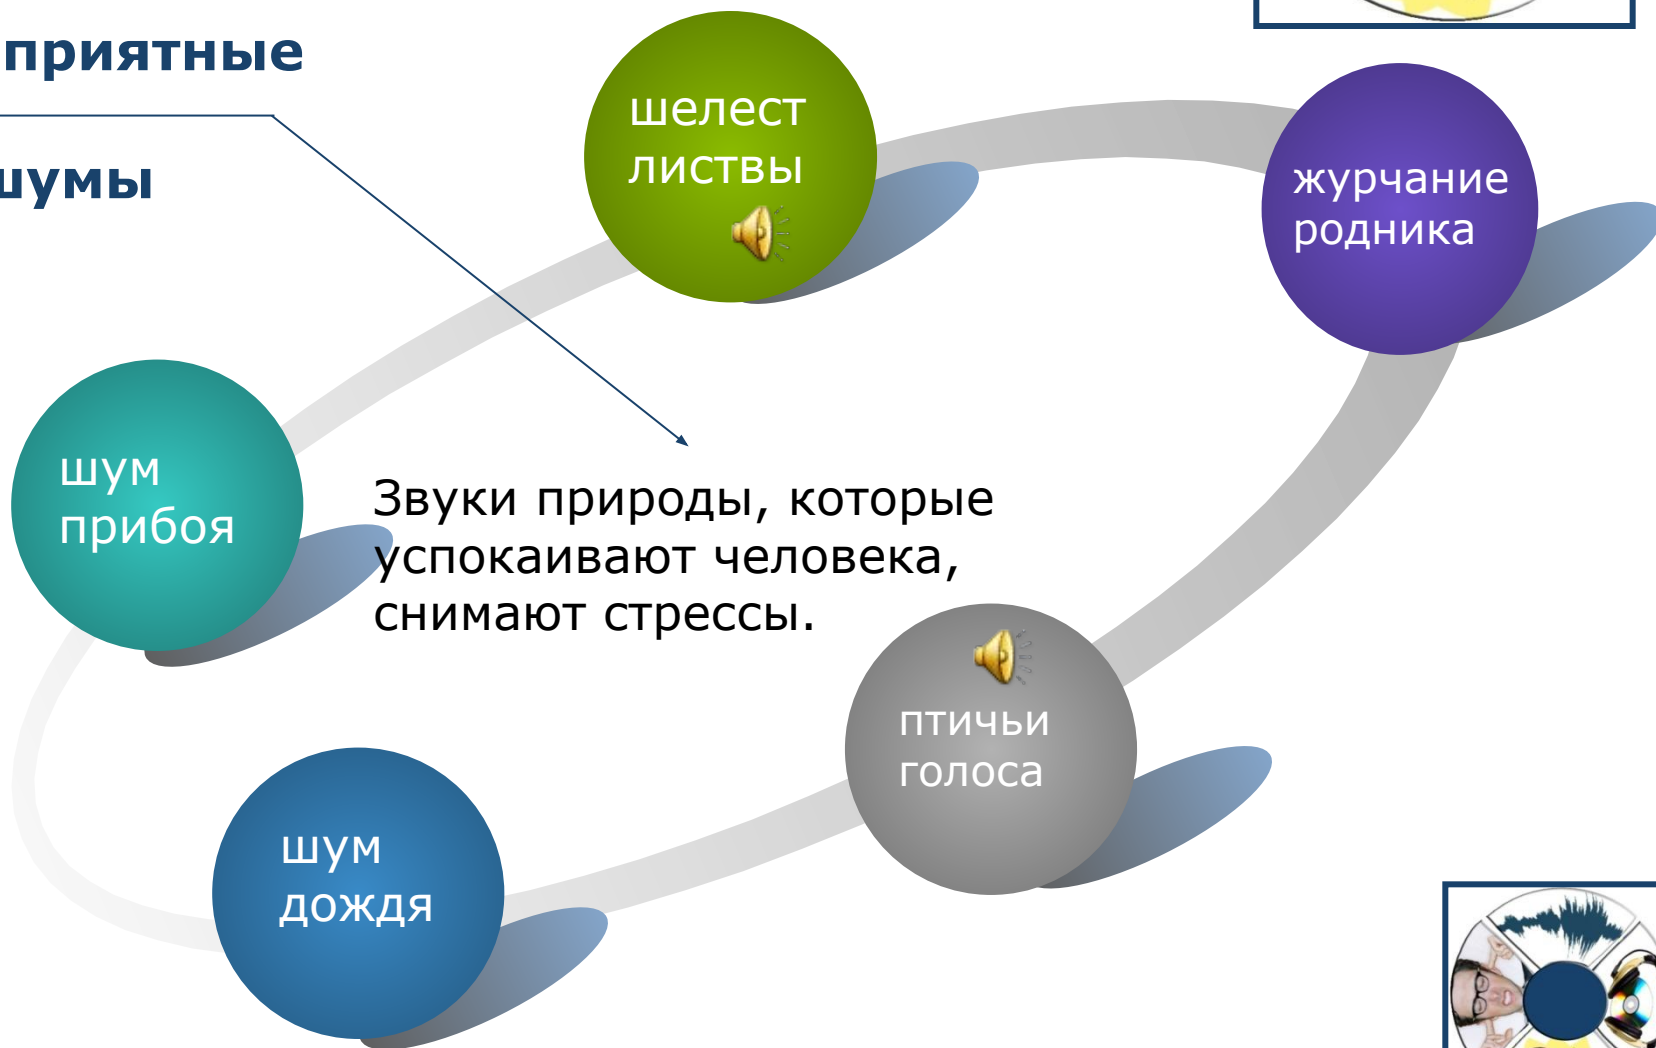 приятные
шумы
шелест
листвы
журчание
родника
шум
прибоя
Звуки природы, которые
успокаивают человека,
снимают стрессы.
птичьи
голоса
шум
дождя